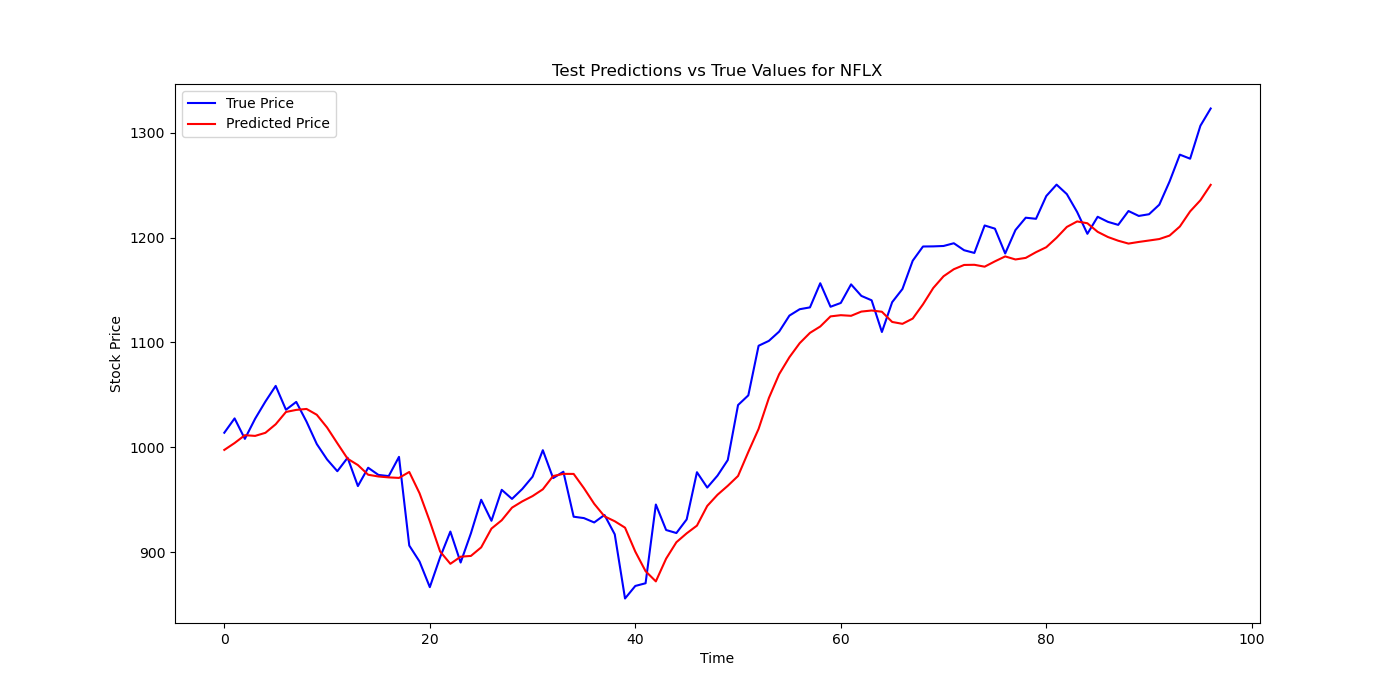 Test Predictions vs True Values for NFLX
True Price
Predicted Price
1300
1200
1100
1000
900
Stock Price
0 20 40 60 80 100
Time